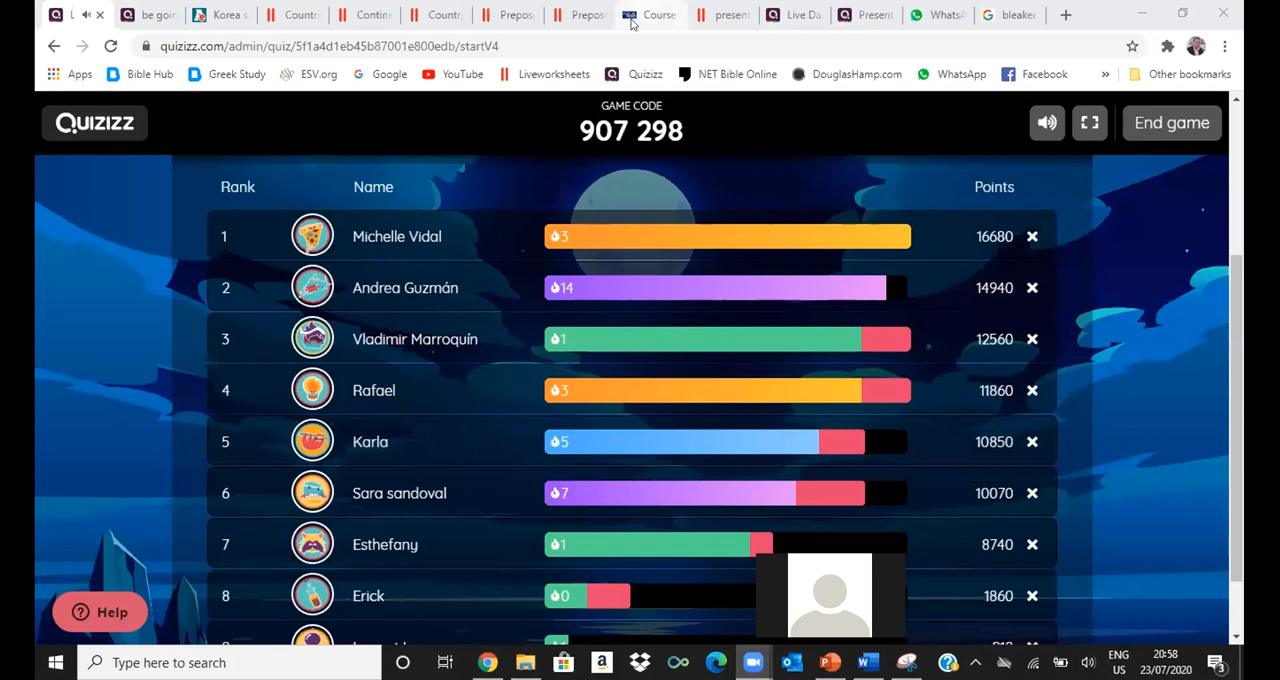 be goin
Korea s
Countr
Contine
Countr
Prepos
Prepos
Course
present
Live Da
Present
WhatsA
bleaker
quizizz.com/admin/quiz/5f1a4d1eb45b87001e800edb/startV4
Apps
Bible Hub
Greek Study
ESV.org
Google
YouTube
Liveworksheets
Quizizz
NET Bible Online
DouglasHamp.com
WhatsApp
Facebook
»
Other bookmarks
Quizizz
GAME CODE
907 298
End game
Rank Name Points
1 Michelle Vidal 3 16680
2 Andrea Guzmán 14 14940
3 Vladimir Marroquín 1 12560
4 Rafael 3 11860
5 Karla 5 10850
6 Sara sandoval 7 10070
7 Esthefany 1 8740
8 Erick 0 1860
Help
Type here to search
ENG
US
20:58
23/07/2020
3